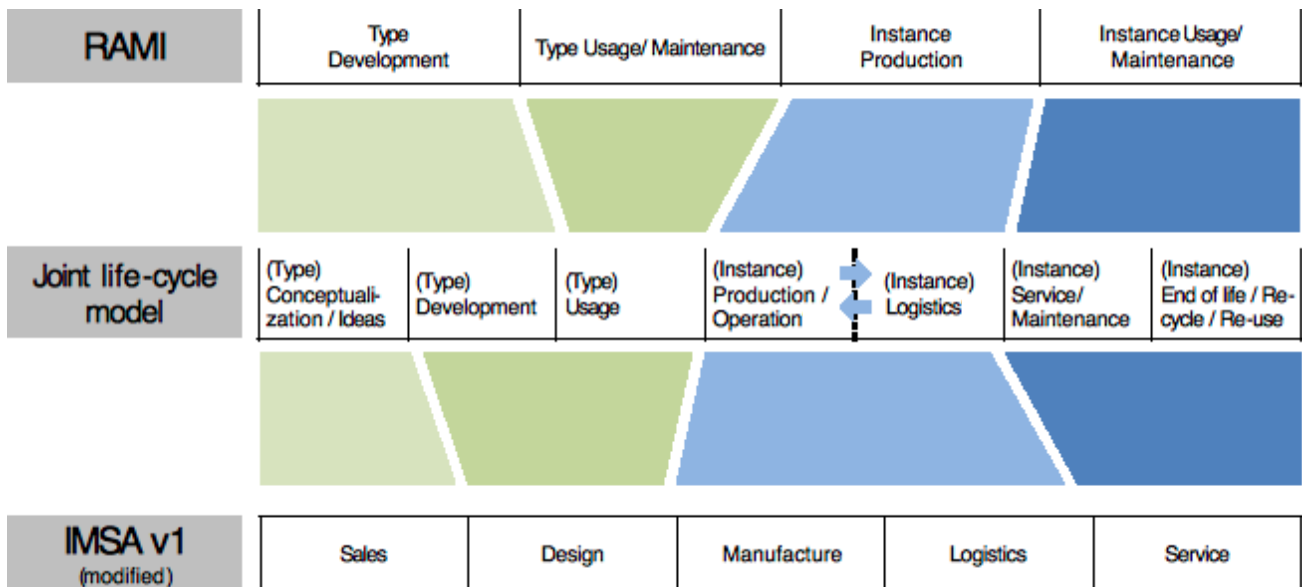 RAMI
Type
Development
Type Usage/ Maintenance
Instance
Production
Instance Usage/
Maintenance
Joint life-cycle
model
(Type)
Conceptuali-
zation / Ideas
(Type)
Development
(Type)
Usage
(Instance)
Production /
Operation
(Instance)
Logistics
(Instance)
Service/
Maintenance
(Instance)
End of life / Re-
cycle / Re-use
IMSA v1
(modified)
Sales
Design
Manufacture
Logistics
Service